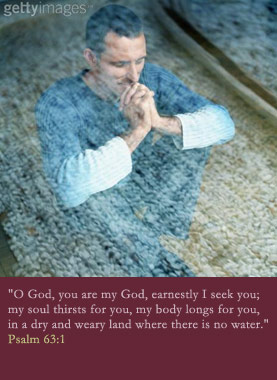 gettyimages™
"O God, you are my God, earnestly I seek you;
my soul thirsts for you, my body longs for you,
in a dry and weary land where there is no water."
Psalm 63:1